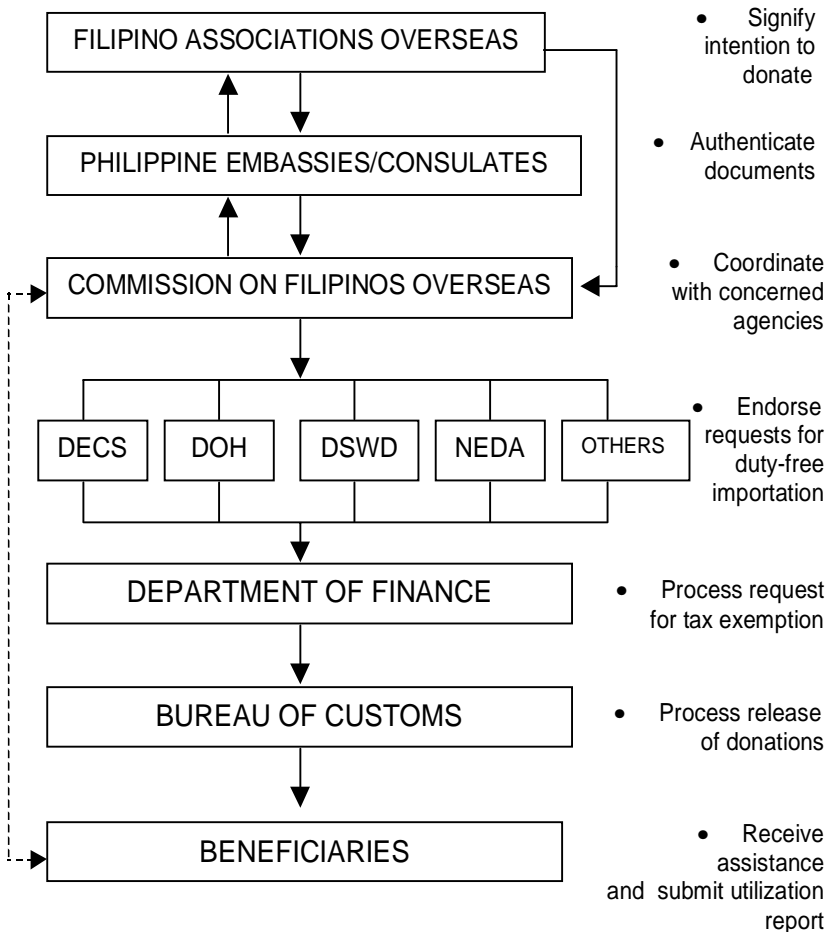 FILIPINO ASSOCIATIONS OVERSEAS
• Signify
intention to
donate
PHILIPPINE EMBASSIES/CONSULATES
• Authenticate
documents
COMMISSION ON FILIPINOS OVERSEAS
• Coordinate
with concerned
agencies
DECS
DOH
DSWD
NEDA
OTHERS
• Endorse
requests for
duty-free
importation
DEPARTMENT OF FINANCE
• Process request
for tax exemption
BUREAU OF CUSTOMS
• Process release
of donations
BENEFICIARIES
• Receive
assistance
and submit utilization
report